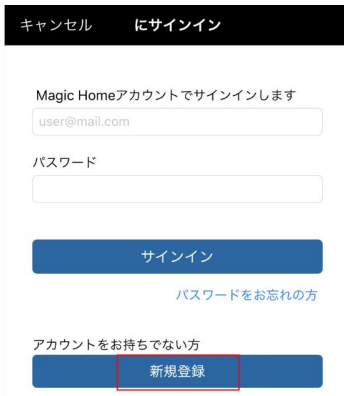 キャンセル にサインイン
Magic Homeアカウントでサインインします
user@mail.com
パスワード
サインイン
パスワードをお忘れの方
アカウントをお持ちでない方
新規登録